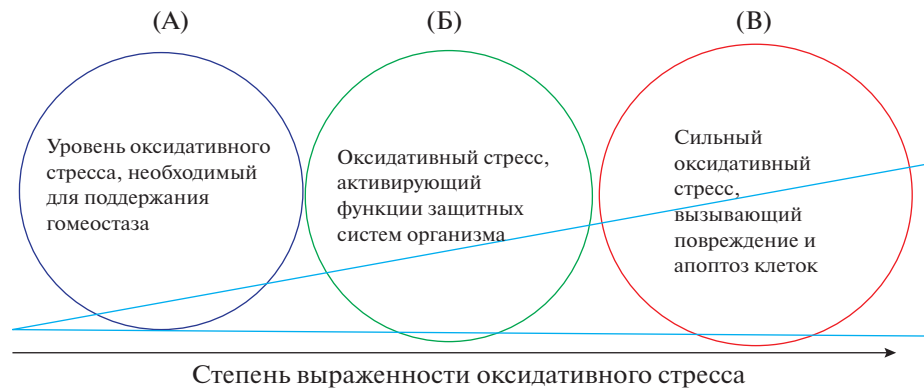 (А)
(Б)
(В)
Уровень оксидативного
стресса, необходимый
для поддержания
гомеостаза
Оксидативный стресс,
активирующий
функции защитных
систем организма
Сильный
оксидативный
стресс,
вызывающий
повреждение и
апоптоз клеток
Степень выраженности оксидативного стресса